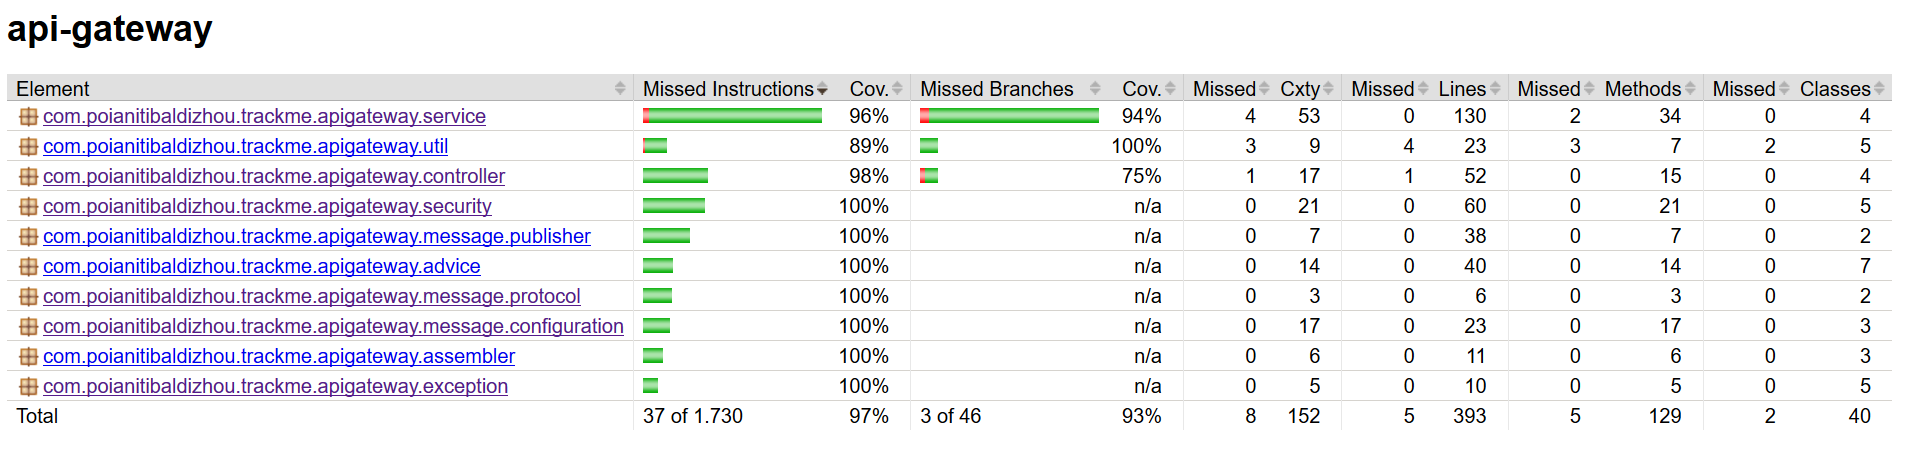 api-gateway
Element Missed Instructions Cov. Missed Branches Cov. Missed Cxty Missed Lines Missed Methods Missed Classes
com.poianitibaldizhou.trackme.apigateway.service 96% 94% 4 53 0 130 2 34 0 4
com.poianitibaldizhou.trackme.apigateway.util 89% 100% 3 9 4 23 3 7 2 5
com.poianitibaldizhou.trackme.apigateway.controller 98% 75% 1 17 1 52 0 15 0 4
com.poianitibaldizhou.trackme.apigateway.security 100% n/a 0 21 0 60 0 21 0 5
com.poianitibaldizhou.trackme.apigateway.message.publisher 100% n/a 0 7 0 38 0 7 0 2
com.poianitibaldizhou.trackme.apigateway.advice 100% n/a 0 14 0 40 0 14 0 7
com.poianitibaldizhou.trackme.apigateway.message.protocol 100% n/a 0 3 0 6 0 3 0 2
com.poianitibaldizhou.trackme.apigateway.message.configuration 100% n/a 0 17 0 23 0 17 0 3
com.poianitibaldizhou.trackme.apigateway.assembler 100% n/a 0 6 0 11 0 6 0 3
com.poianitibaldizhou.trackme.apigateway.exception 100% n/a 0 5 0 10 0 5 0 5
Total 37 of 1.730 97% 3 of 46 93% 8 152 5 393 5 129 2 40